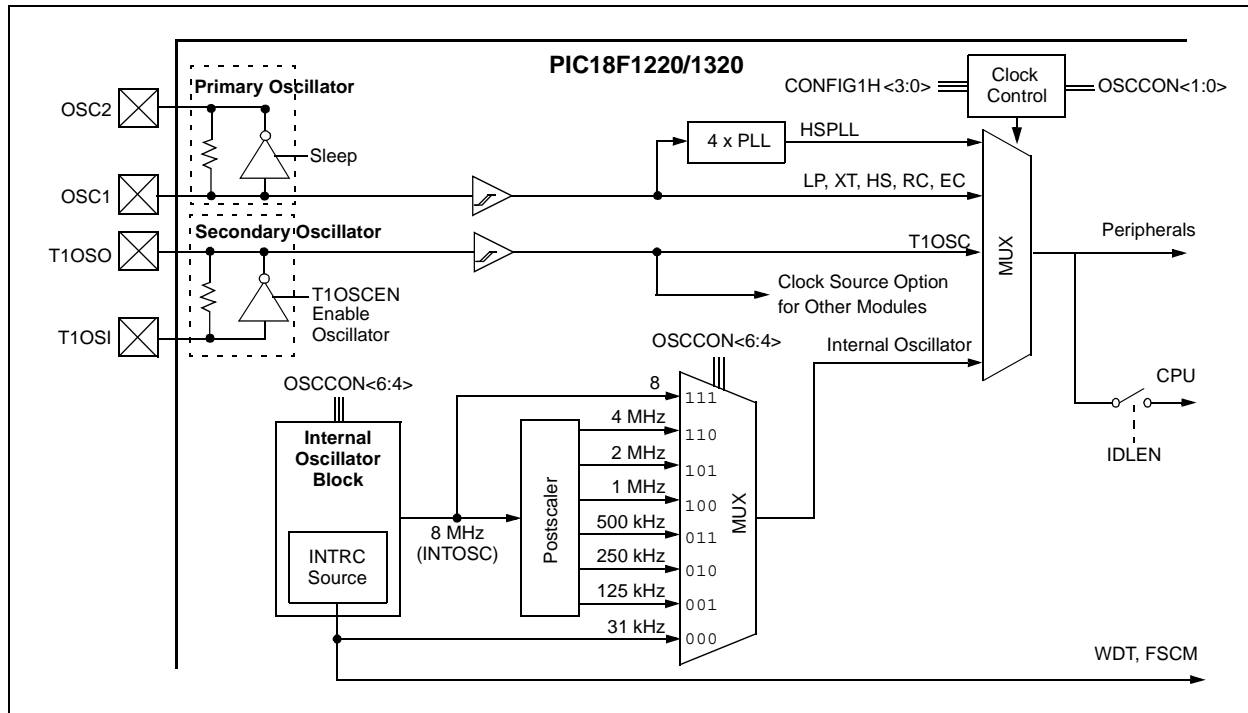 PIC18F1220/1320
CONFIG1H <3:0>
Clock
Control
OSCCON<1:0>
Primary Oscillator
OSC2
Sleep
OSC1
4 x PLL
HSPLL
LP, XT, HS, RC, EC
Secondary Oscillator
T1OSO
T1OSCEN
Enable
Oscillator
T1OSI
T1OSC
Clock Source Option
for Other Modules
MUX
Peripherals
OSCCON<6:4>
Internal Oscillator
CPU
IDLEN
OSCCON<6:4>
Internal
Oscillator
Block
INTRC
Source
8 MHz
(INTOSC)
Postscaler
8
111
4 MHz
110
2 MHz
101
1 MHz
100
500 kHz
011
250 kHz
010
125 kHz
001
31 kHz
000
MUX
WDT, FSCM